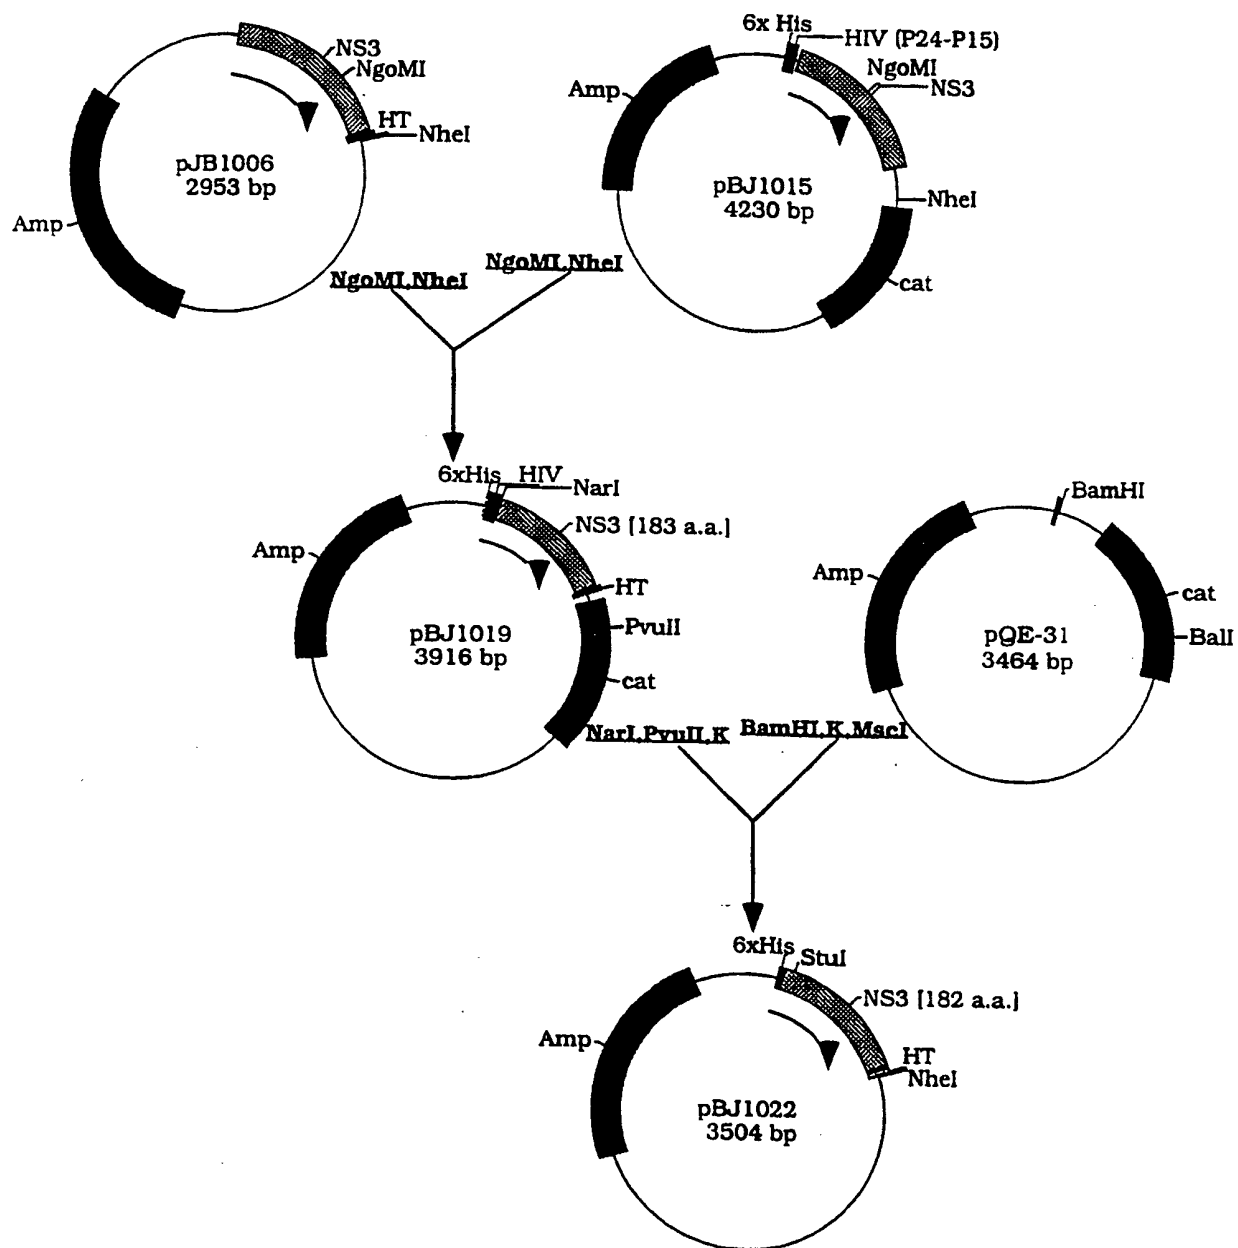 NS3
NgoMI
HT
NheI
pJB1006
2953 bp
Amp
6x His
HIV (P24-P15)
NgoMI
NS3
Amp
pBJ1015
4230 bp
NheI
cat
NgoMI,NheI
NgoMI,NheI
6xHis
HIV
NarI
NS3 [183 a.a.]
Amp
HT
PvuII
pBJ1019
3916 bp
cat
BamHI
Amp
cat
pQE-31
3464 bp
BalI
NarI,PvuII,K
BamHI,K,MscI
6xHis
StuI
NS3 [182 a.a.]
Amp
HT
NheI
pBJ1022
3504 bp